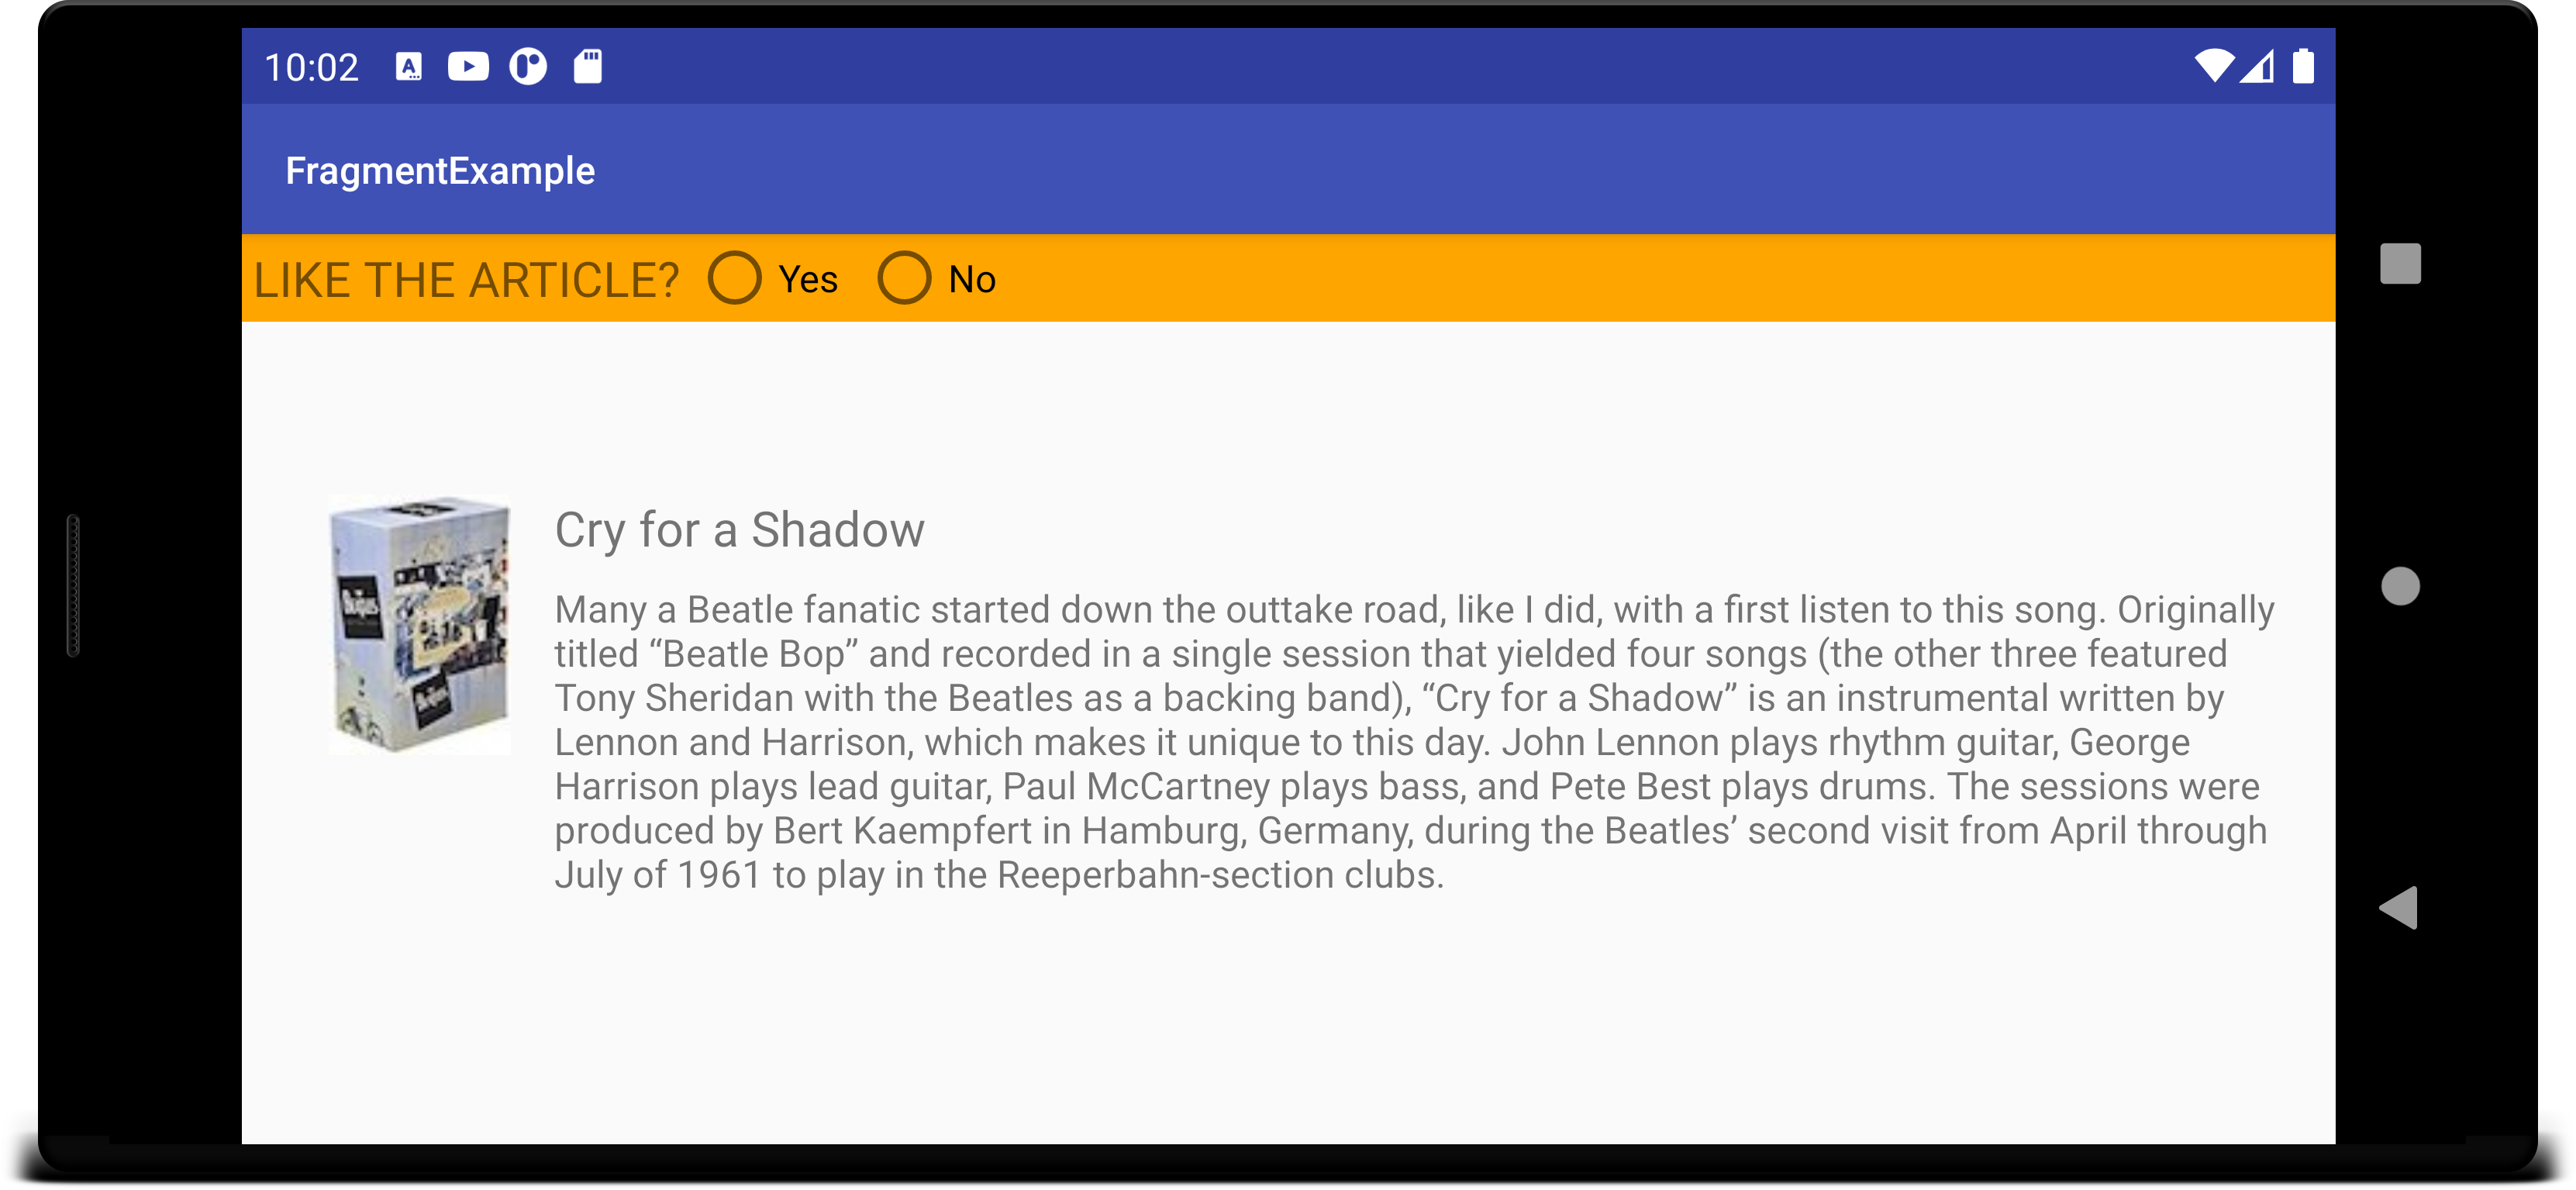 10:02
FragmentExample
LIKE THE ARTICLE? Yes No
Cry for a Shadow
Many a Beatle fanatic started down the outtake road, like I did, with a first listen to this song. Originally
titled “Beatle Bop” and recorded in a single session that yielded four songs (the other three featured
Tony Sheridan with the Beatles as a backing band), “Cry for a Shadow” is an instrumental written by
Lennon and Harrison, which makes it unique to this day. John Lennon plays rhythm guitar, George
Harrison plays lead guitar, Paul McCartney plays bass, and Pete Best plays drums. The sessions were
produced by Bert Kaempfert in Hamburg, Germany, during the Beatles’ second visit from April through
July of 1961 to play in the Reeperbahn-section clubs.